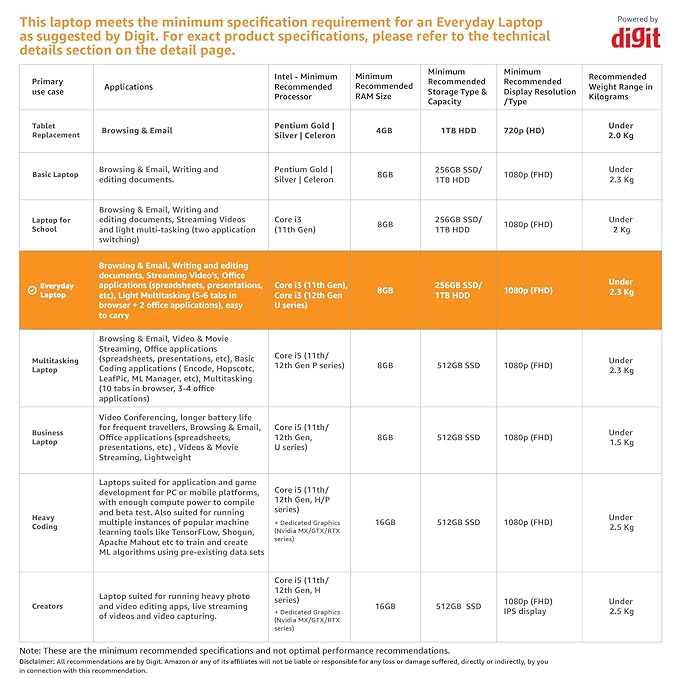 This laptop meets the minimum specification requirement for an Everyday Laptop
as suggested by Digit. For exact product specifications, please refer to the technical
details section on the detail page.
Powered by
digit
Primary
use case
Applications
Intel - Minimum
Recommended
Processor
Minimum
Recommended
RAM Size
Minimum
Recommended
Storage Type &
Capacity
Minimum
Recommended
Display Resolution
/Type
Recommended
Weight Range in
Kilograms
Tablet
Replacement
Browsing & Email
Pentium Gold |
Silver | Celeron
4GB
1TB HDD
720p (HD)
Under
2.0 Kg
Basic Laptop
Browsing & Email, Writing and
editing documents.
Pentium Gold |
Silver | Celeron
8GB
256GB SSD/
1TB HDD
1080p (FHD)
Under
2.3 Kg
Laptop for
School
Browsing & Email, Writing and
editing documents, Streaming Videos
and light multi-tasking (two application
switching)
Core i3
(11th Gen)
8GB
256GB SSD/
1TB HDD
1080p (FHD)
Under
2 Kg
Everyday
Laptop
Browsing & Email, Writing and editing
documents, Streaming Video's, Office
applications (spreadsheets, presentations,
etc), Light Multitasking (5-6 tabs in
browser + 2 office applications), easy
to carry
Core i3 (11th Gen),
Core i3 (12th Gen
U series)
8GB
256GB SSD/
1TB HDD
1080p (FHD)
Under
2.3 Kg
Multitasking
Laptop
Browsing & Email, Video & Movie
Streaming, Office applications
(spreadsheets, presentations, etc), Basic
Coding applications ( Encode, Hopscotc,
LeafPic, ML Manager, etc), Multitasking
(10 tabs in browser, 3-4 office
applications)
Core i5 (11th/
12th Gen P series)
8GB
512GB SSD
1080p (FHD)
Under
2.3 Kg
Business
Laptop
Video Conferencing, longer battery life
for frequent travellers, Browsing & Email,
Office applications (spreadsheets,
presentations, etc) , Videos & Movie
Streaming, Lightweight
Core i5 (11th/
12th Gen,
U series)
8GB
512GB SSD
1080p (FHD)
Under
1.5 Kg
Heavy
Coding
Laptops suited for application and game
development for PC or mobile platforms,
with enough compute power to compile
and beta test. Also suited for running
multiple instances of popular machine
learning tools like TensorFLow, Shogun,
Apache Mahout etc to train and create
ML algorithms using pre-existing data sets
Core i5 (11th/
12th Gen, H/P
series)
+ Dedicated Graphics
(Nvidia MX/GTX/RTX
series)
16GB
512GB SSD
1080p (FHD)
Under
2.5 Kg
Creators
Laptop suited for running heavy photo
and video editing apps, live streaming
of videos and video capturing.
Core i5 (11th/
12th Gen, H
series)
+ Dedicated Graphics
(Nvidia MX/GTX/RTX
series)
16GB
512GB SSD
1080p (FHD)
IPS display
Under
2.5 Kg
Note: These are the minimum recommended specifications and not optimal performance recommendations.
Disclaimer: All recommendations are by Digit. Amazon or any of its affiliates will not be liable or responsible for any loss or damage suffered, directly or indirectly, by you
in connection with this recommendation.